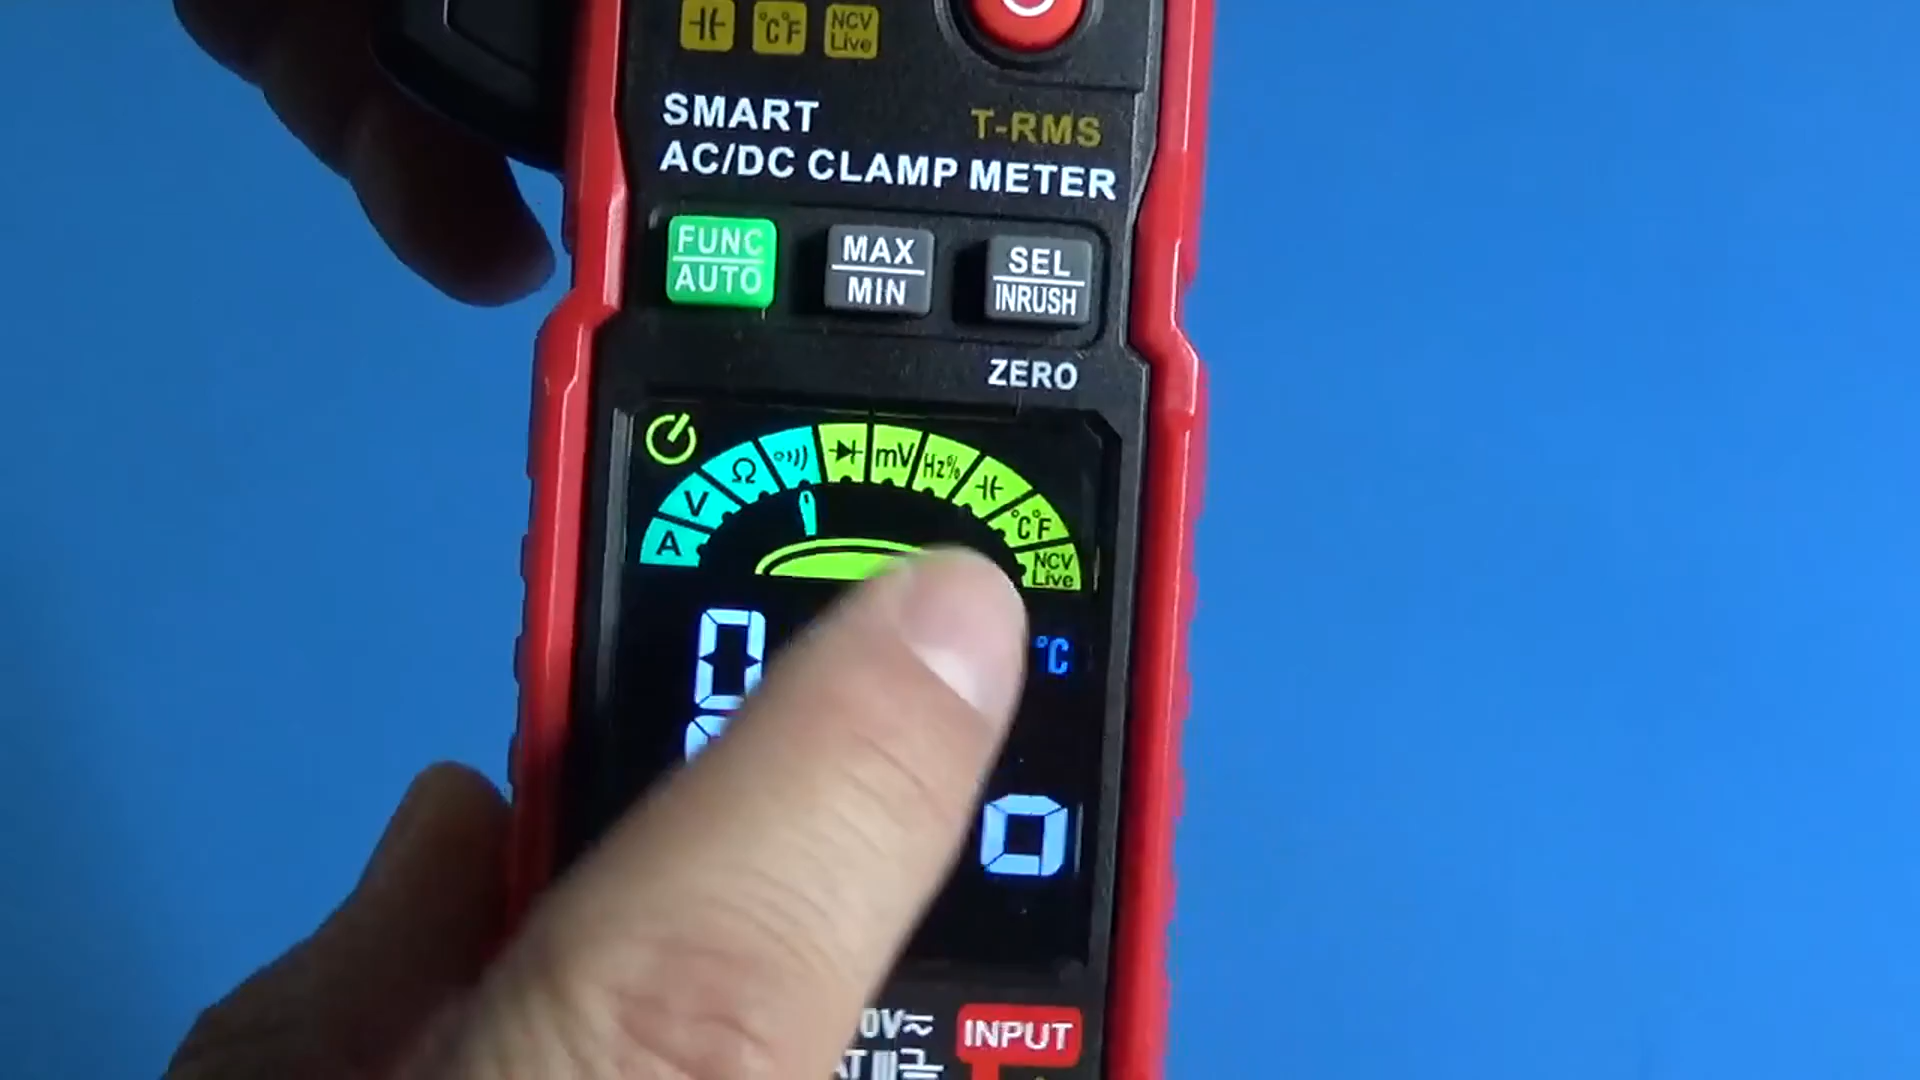 °C°F
NCV
Live
SMART
T-RMS
AC/DC CLAMP METER
FUNC
AUTO
MAX
MIN
SEL
INRUSH
ZERO
A
V
Ω
mV
Hz%
°C°F
NCV
Live
°C
0V
INPUT